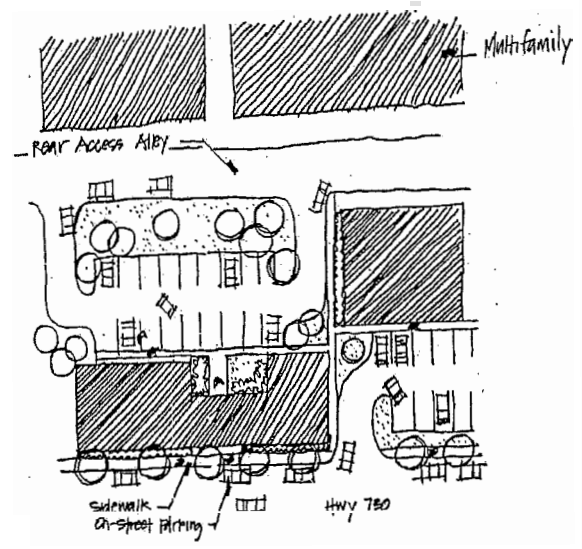 Multifamily
Rear Access Alley
Sidewalk
On-Street Parking
Hwy 730